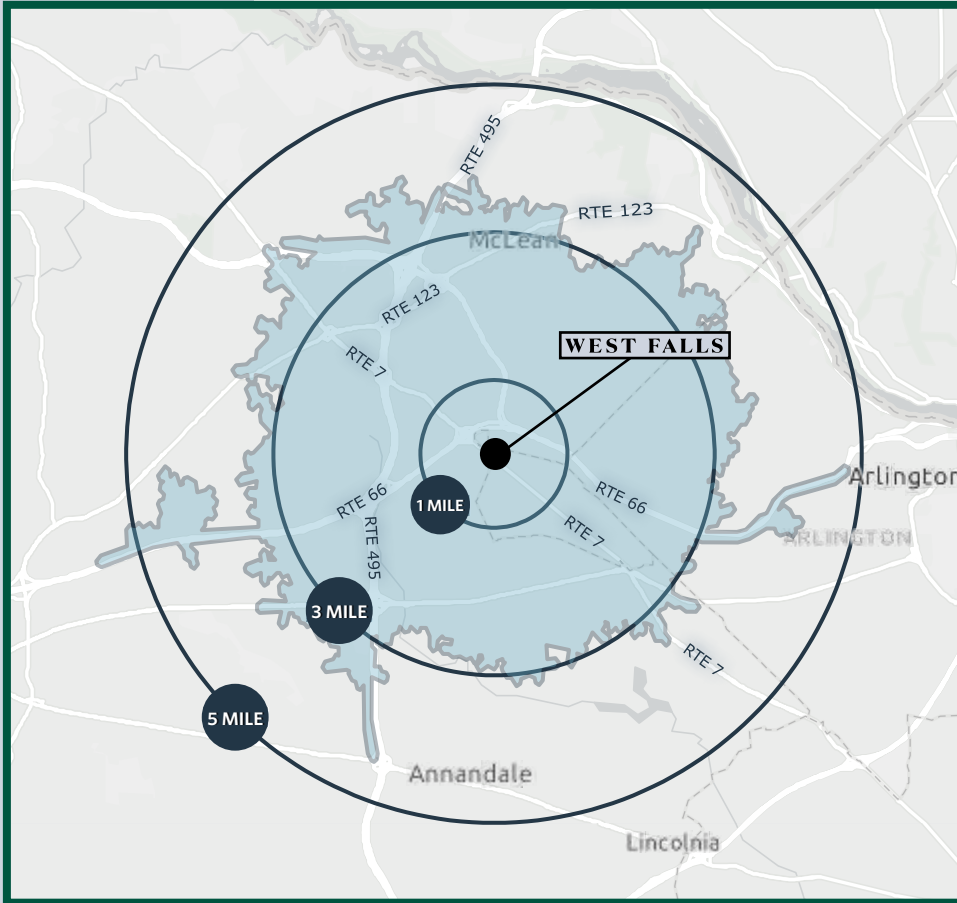 RTE 495
RTE 123
McLean
RTE 123
WEST FALLS
RTE 7
Arlington
RTE 66
RTE 66
1 MILE
RTE 7
ARLINGTON
RTE 495
3 MILE
RTE 7
5 MILE
Annandale
Lincolnia